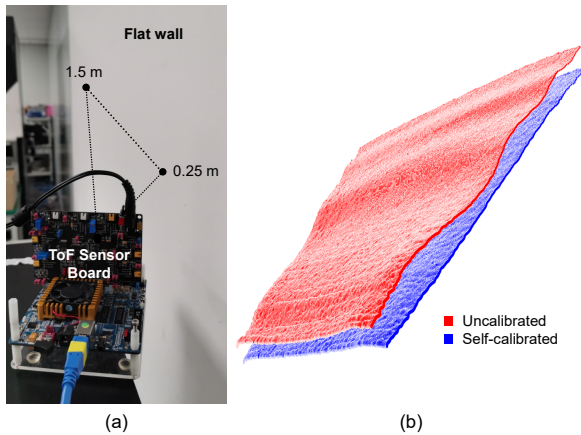 Flat wall
1.5 m
0.25 m
ToF Sensor
Board
Uncalibrated
Self-calibrated
(a)
(b)